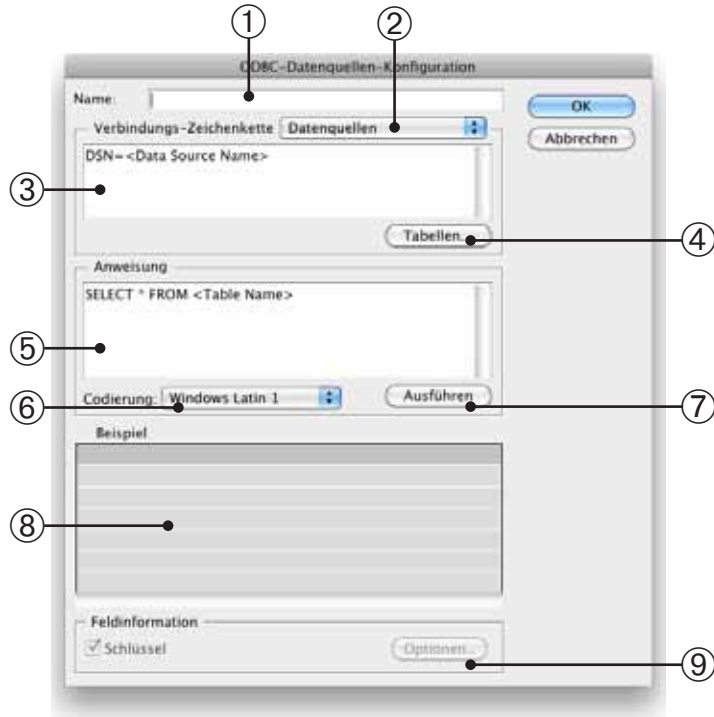 ① ②
ODBC-Datenquellen-Konfiguration
Name:
OK
Verbindungs-Zeichenkette Datenquellen
Abbrechen
DSN=<Data Source Name>
③
Tabellen...
④
Anweisung
SELECT * FROM <Table Name>
⑤
Codierung: Windows Latin 1 Ausführen
⑥ ⑦
Beispiel
⑧
Feldinformation
Schlüssel Optionen...
⑨